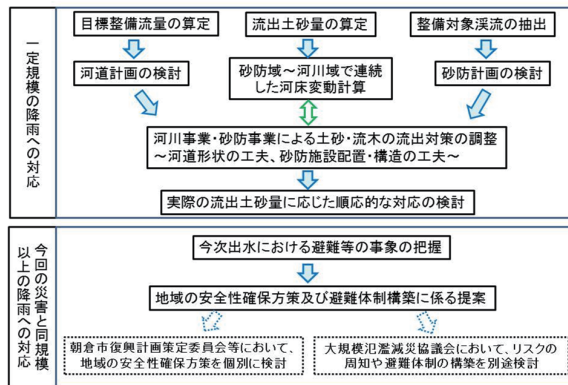 一定規模の降雨への対応
目標整備流量の算定
流出土砂量の算定
整備対象渓流の抽出
河道計画の検討
砂防域～河川域で連続
した河床変動計算
砂防計画の検討
河川事業・砂防事業による土砂・流木の流出対策の調整
～河道形状の工夫、砂防施設配置・構造の工夫～
実際の流出土砂量に応じた順応的な対応の検討
今回の災害と同規模
以上の降雨への対応
今次出水における避難等の事象の把握
地域の安全性確保方策及び避難体制構築に係る提案
朝倉市復興計画策定委員会等において、
地域の安全性確保方策を個別に検討
大規模氾濫減災協議会において、リスクの
周知や避難体制の構築を別途検討